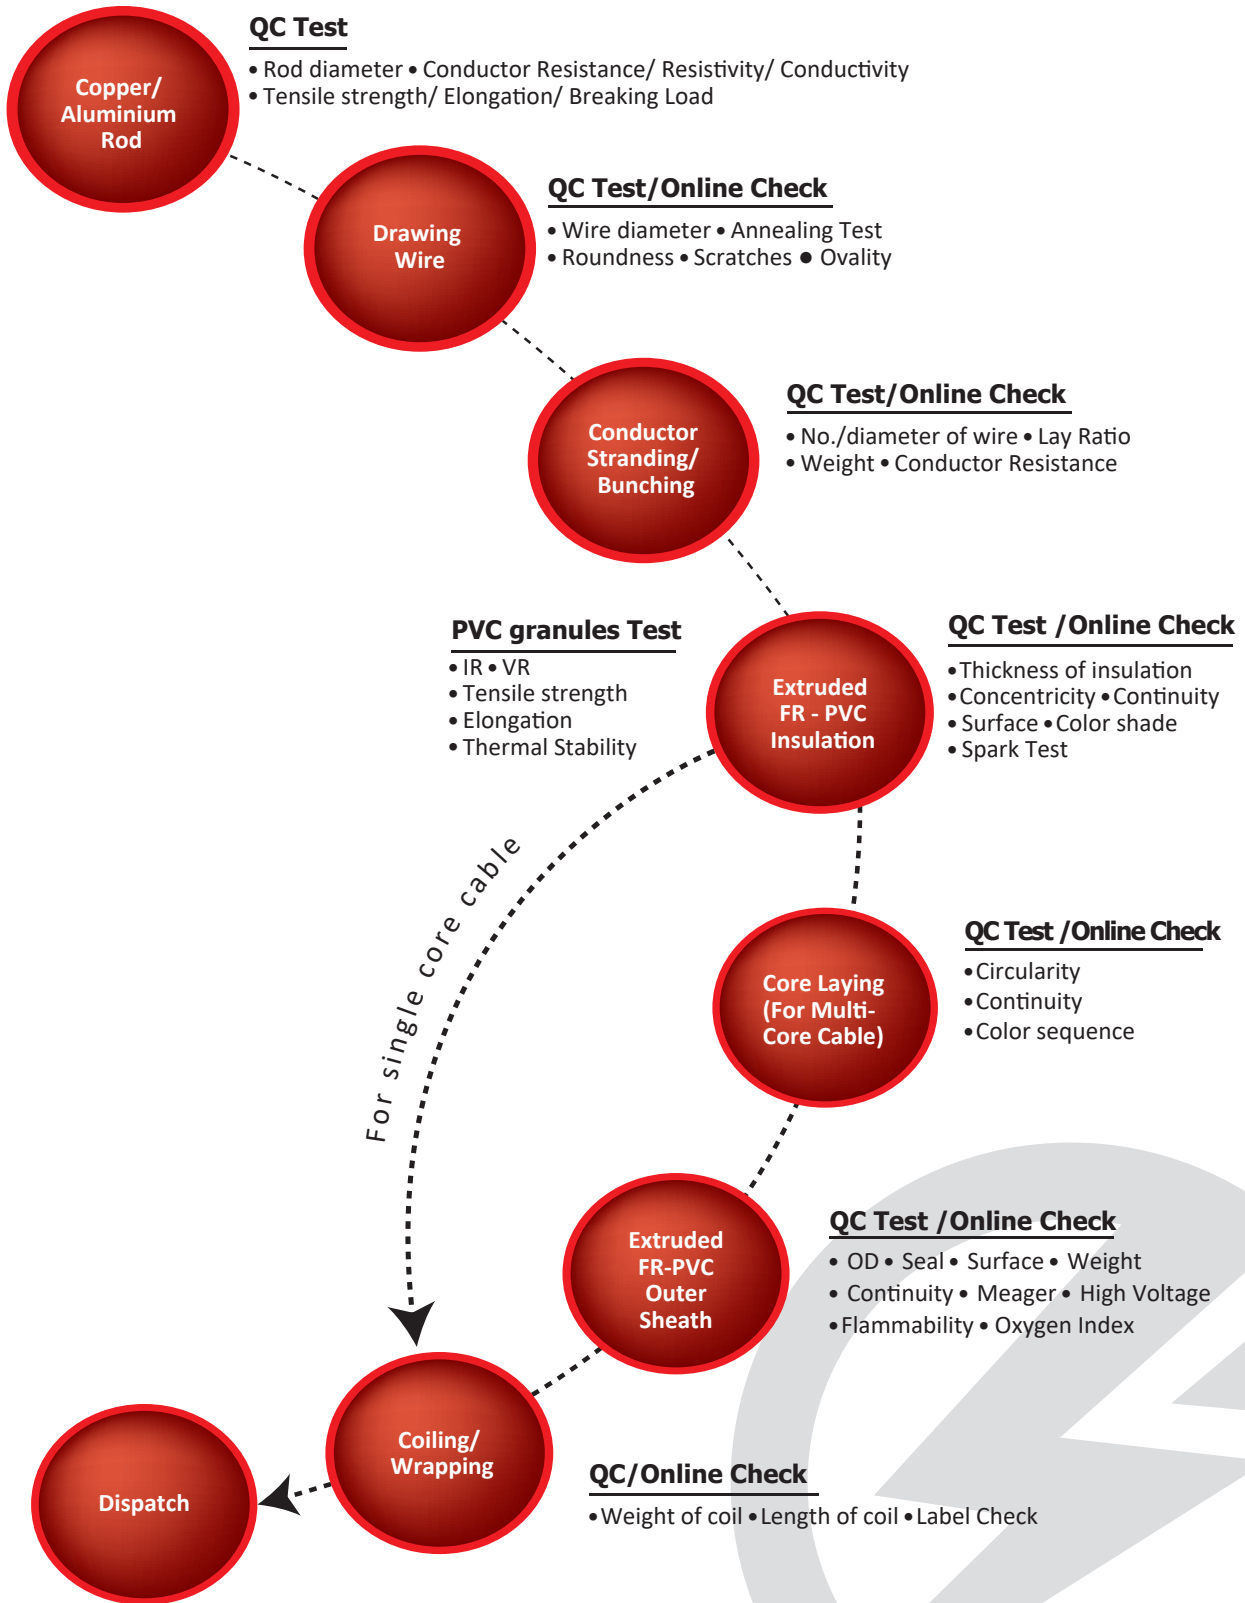 QC Test
• Rod diameter • Conductor Resistance/ Resistivity/ Conductivity
• Tensile strength/ Elongation/ Breaking Load
Copper/
Aluminium
Rod
QC Test/Online Check
• Wire diameter • Annealing Test
• Roundness • Scratches ● Ovality
Drawing
Wire
QC Test/Online Check
• No./diameter of wire • Lay Ratio
• Weight • Conductor Resistance
Conductor
Stranding/
Bunching
PVC granules Test
• IR • VR
• Tensile strength
• Elongation
• Thermal Stability
Extruded
FR - PVC
Insulation
QC Test /Online Check
•Thickness of insulation
•Concentricity •Continuity
•Surface •Color shade
•Spark Test
For single core cable
Core Laying
(For Multi-
Core Cable)
QC Test /Online Check
•Circularity
•Continuity
•Color sequence
Extruded
FR-PVC
Outer
Sheath
QC Test /Online Check
• OD • Seal • Surface • Weight
• Continuity • Meager • High Voltage
•Flammability • Oxygen Index
Coiling/
Wrapping
QC/Online Check
•Weight of coil •Length of coil •Label Check
Dispatch